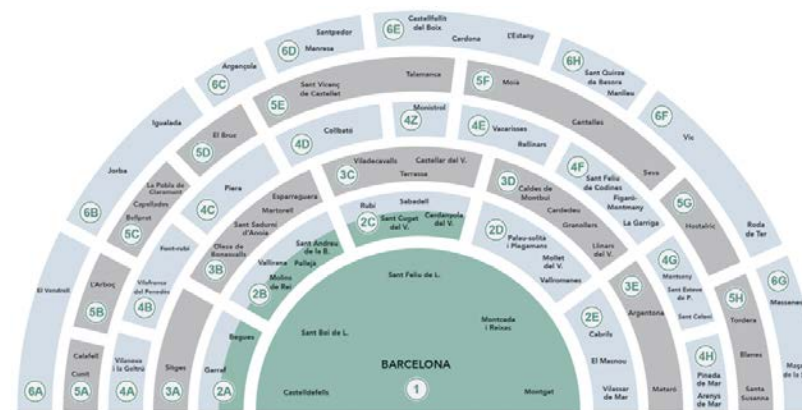 6E
Castellfollit
del Boix
Cardona
L'Estany
6D
Santpedor
Manresa
6H
Sant Quirze
de Besora
Manlleu
6C
Argençola
5E
Sant Vicenç
de Castellet
Talamanca
5F
Moià
Cantelles
Seva
6F
Vic
Roda
de Ter
Igualada
Jorba
6B
5D
El Bruc
4D
Collbató
4Z
Monistrol
4E
Vacarisses
Rellinars
4F
Sant Feliu
de Codines
Figaró-
Montmany
La Garriga
5G
Hostalric
La Pobla de
Claramunt
Capellades
Bellprat
5C
4C
Piera
Font-rubí
3C
Viladecavalls
Castellar del V.
Terrassa
3D
Caldes de
Montbui
Cardedeu
Granollers
Llinars
del V.
Esparraguera
Martorell
Sant Sadurní
d'Anoia
Olesa de
Bonesvalls
3B
2C
Rubí
Sabadell
Sant Cugat
del V.
Cerdanyola
del V.
2D
Palau-solità
i Plegamans
Mollet
del V.
Vallromanes
4G
Montseny
Sant Esteve
de P.
Sant Celoni
6G
Massanes
El Vendrell
L'Arboç
5B
Vilafranca
del Penedès
4B
Sant Andreu
de la B.
Vallirana
Pallejà
Molins
de Rei
2B
Sant Feliu de L.
3E
Argentona
Mataró
5H
Tordera
Blanes
Santa
Susanna
2E
Cabrils
El Masnou
Vilassar
de Mar
Begues
Sant Boi de L.
Montcada
i Reixac
Calafell
Cunit
5A
Vilanova
i la Geltrú
4A
Sitges
3A
Garraf
2A
BARCELONA
1
Castelldefels
Montgat
4H
Pineda
de Mar
Arenys
de Mar
6A